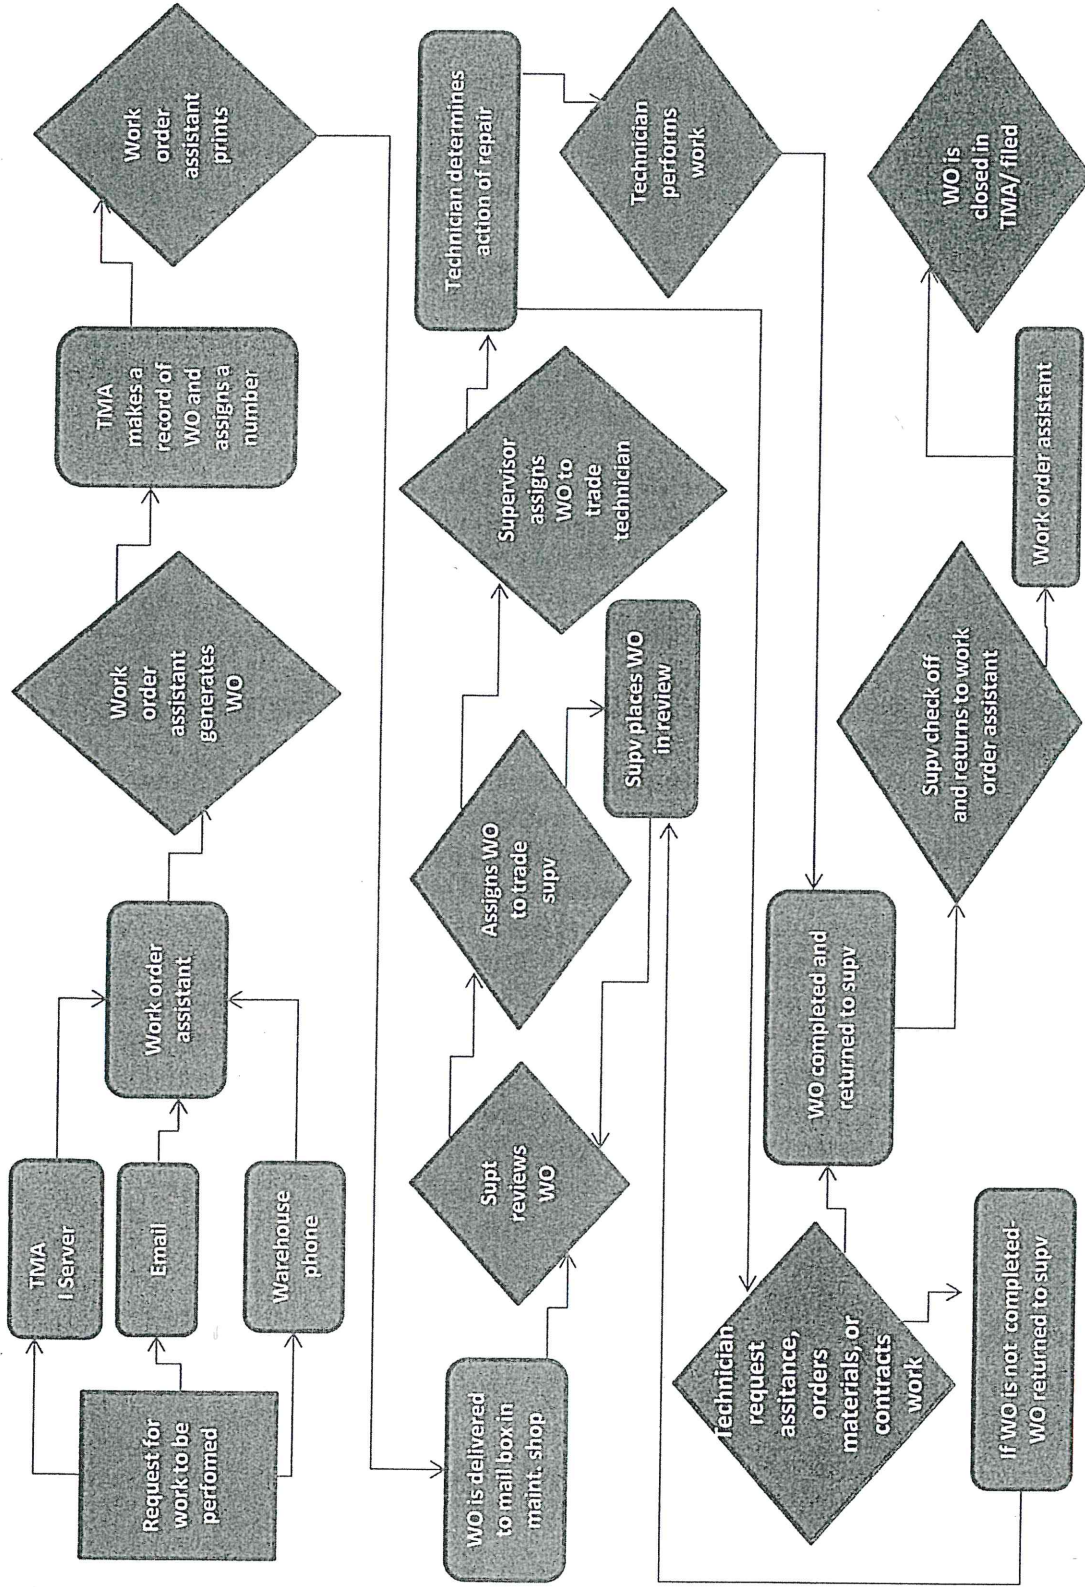 Request for
work to be
perfomed
TMA
I Server
Email
Warehouse
phone
Work order
assistant
Work
order
assistant
generates
WO
TMA
makes a
record of
WO and
assigns a
number
Work
order
assistant
prints
WO is delivered
to mail box in
maint. shop
Supt
reviews
WO
Assigns WO
to trade
supv
Supv places WO
in review
Supervisor
assigns
WO to
trade
technician
Technician determines
action of repair
Technician
performs
work
Technician
request
assitance,
orders
materials, or
contracts
work
WO completed and
returned to supv
If WO is not completed-
WO returned to supv
Supv check off
and returns to work
order assistant
Work order assistant
WO is
closed in
TMA/ filed